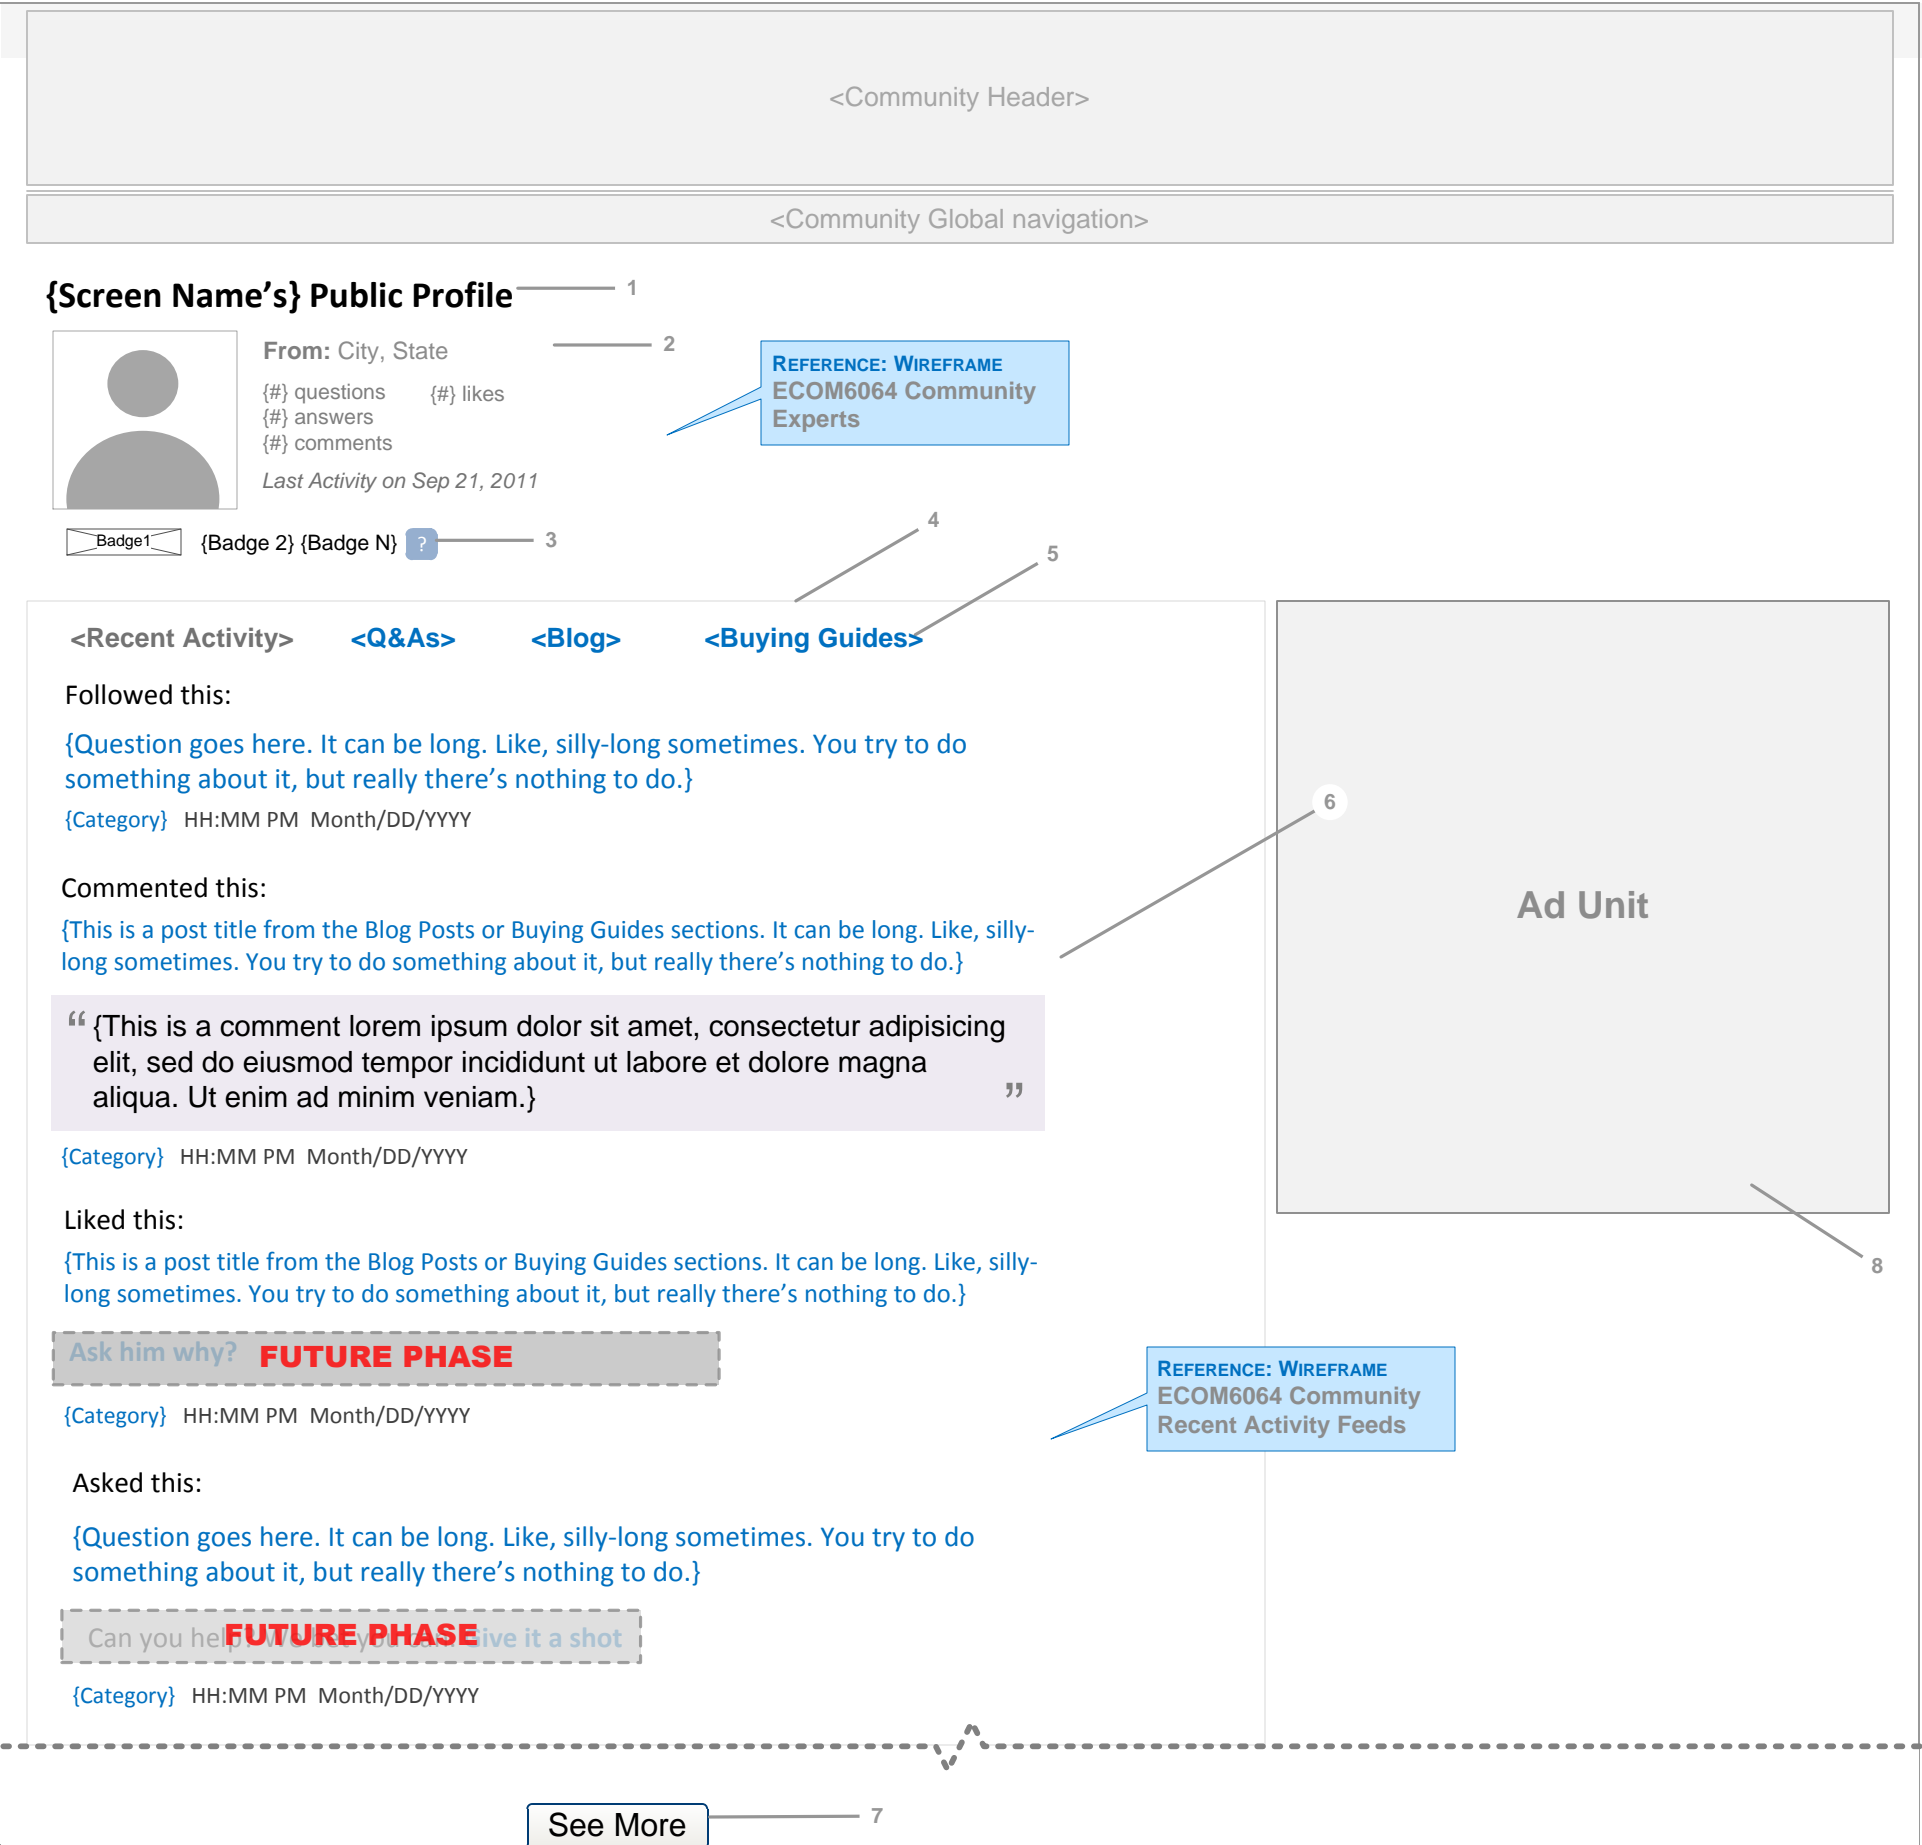 <Community Header>
<Community Global navigation>
{Screen Name's} Public Profile
1
From: City, State
2
{#} questions {#} likes
{#} answers
{#} comments
Last Activity on Sep 21, 2011
REFERENCE: WIREFRAME
ECOM6064 Community
Experts
Badge1 {Badge 2} {Badge N} ?
3
4
5
<Recent Activity> <Q&As> <Blog> <Buying Guides>
Followed this:
{Question goes here. It can be long. Like, silly-long sometimes. You try to do
something about it, but really there's nothing to do.}
{Category} HH:MM PM Month/DD/YYYY
6
Ad Unit
Commented this:
{This is a post title from the Blog Posts or Buying Guides sections. It can be long. Like, silly-
long sometimes. You try to do something about it, but really there's nothing to do.}
“ {This is a comment lorem ipsum dolor sit amet, consectetur adipisicing
elit, sed do eiusmod tempor incididunt ut labore et dolore magna
aliqua. Ut enim ad minim veniam.} ”
{Category} HH:MM PM Month/DD/YYYY
8
Liked this:
{This is a post title from the Blog Posts or Buying Guides sections. It can be long. Like, silly-
long sometimes. You try to do something about it, but really there's nothing to do.}
Ask him why? FUTURE PHASE
{Category} HH:MM PM Month/DD/YYYY
REFERENCE: WIREFRAME
ECOM6064 Community
Recent Activity Feeds
Asked this:
{Question goes here. It can be long. Like, silly-long sometimes. You try to do
something about it, but really there's nothing to do.}
Can you help? We bet you can. Give it a shot
FUTURE PHASE
{Category} HH:MM PM Month/DD/YYYY
See More
7